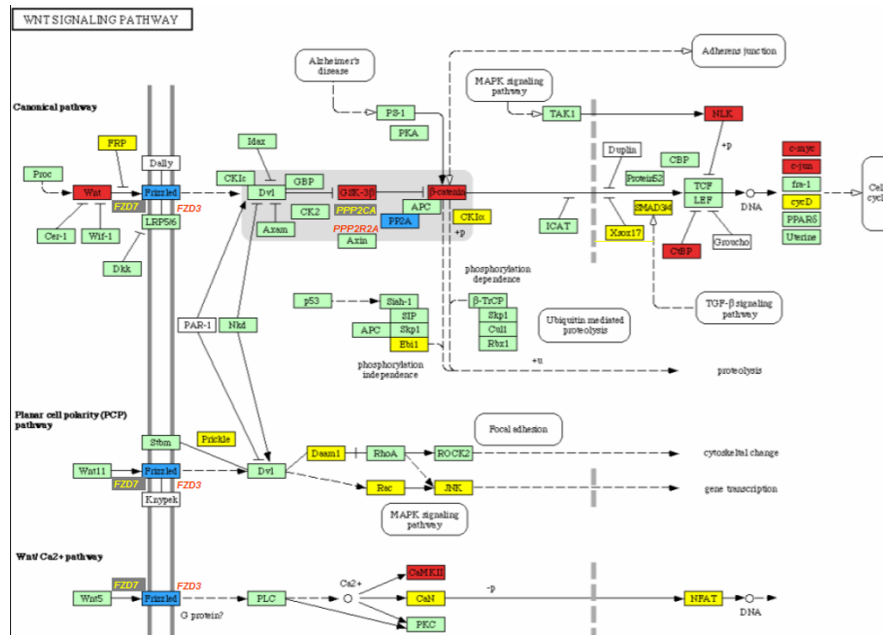 WNT SIGNALING PATHWAY
Alzheimer's
disease
Adherens junction
MAPK signaling
pathway
Canonical pathway
PS-1
PKA
TAK1
NLK
+p
FRP
Dally
Idax
Duplin
CBP
c-myc
c-jun
Proc
Wnt
Frizzled
CKIε
GBP
Dvl
GSK-3β
β-catenin
Protein52
TCF
LEF
fra-1
Cell
cycle
DNA
FZD7
FZD3
LRP5/6
CK2
PPP2CA
PP2A
APC
CKIα
SMAD3/4
cycD
PPARδ
Uterine
Cer-1
Wif-1
Axam
PPP2R2A
Axin
+p
ICAT
Xsox17
CtBP
Groucho
Dkk
phosphorylation
dependence
TGF-β signaling
pathway
PAR-1
Nkd
p53
Siah-1
SIP
APC
Skp1
Ebi1
β-TrCP
Skp1
Cul1
Rbx1
Ubiquitin mediated
proteolysis
phosphorylation
independence
+u
proteolysis
Planar cell polarity (PCP)
pathway
Stbm
Prickle
Daam1
RhoA
ROCK2
Focal adhesion
cytoskeltal change
Wnt11
Frizzled
Dvl
FZD7
FZD3
Knypek
Rac
JNK
gene transcription
MAPK signaling
pathway
Wnt/Ca2+ pathway
FZD7
FZD3
Wnt5
Frizzled
G protein?
PLC
Ca2+
CaMKII
CaN
PKC
-p
NFAT
DNA